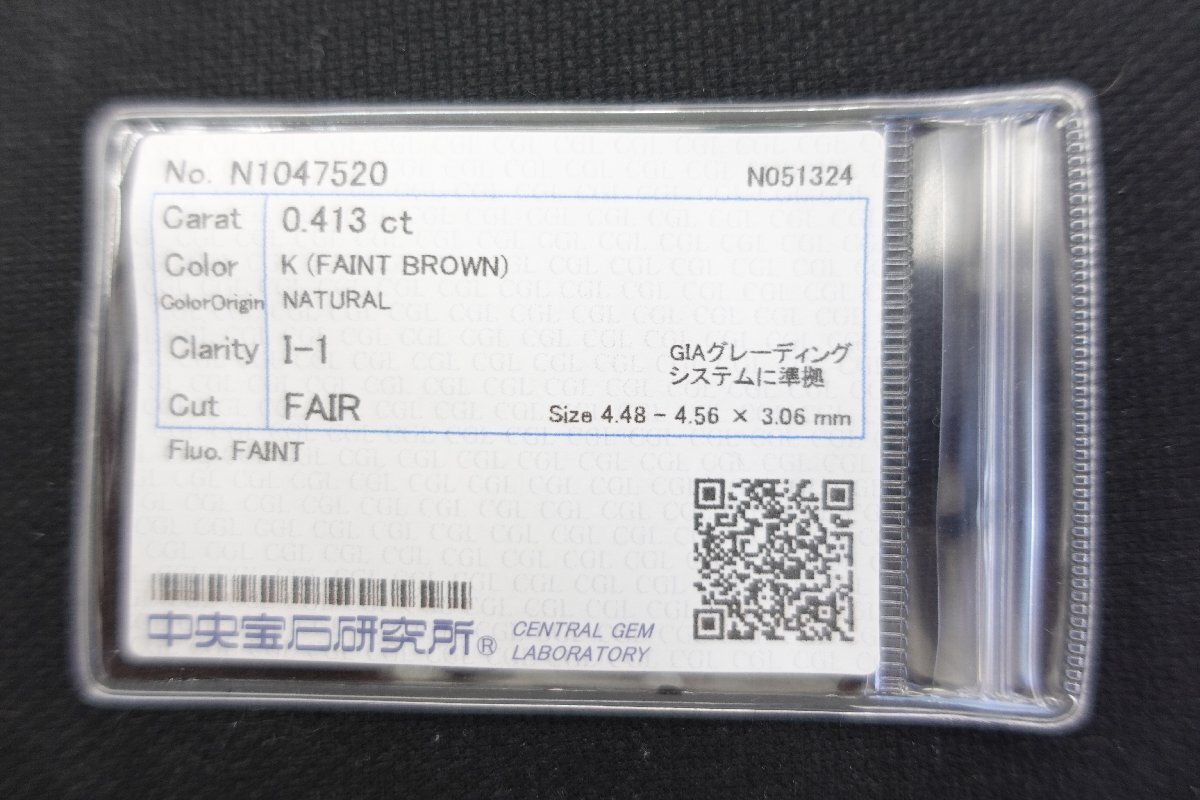 No. N1047520 N051324
Carat 0.413 ct
Color K (FAINT BROWN)
ColorOrigin NATURAL
Clarity I-1
GIAグレーディング
システムに準拠
Cut FAIR Size 4.48 - 4.56 × 3.06 mm
Fluo. FAINT
中央宝石研究所® CENTRAL GEM
LABORATORY